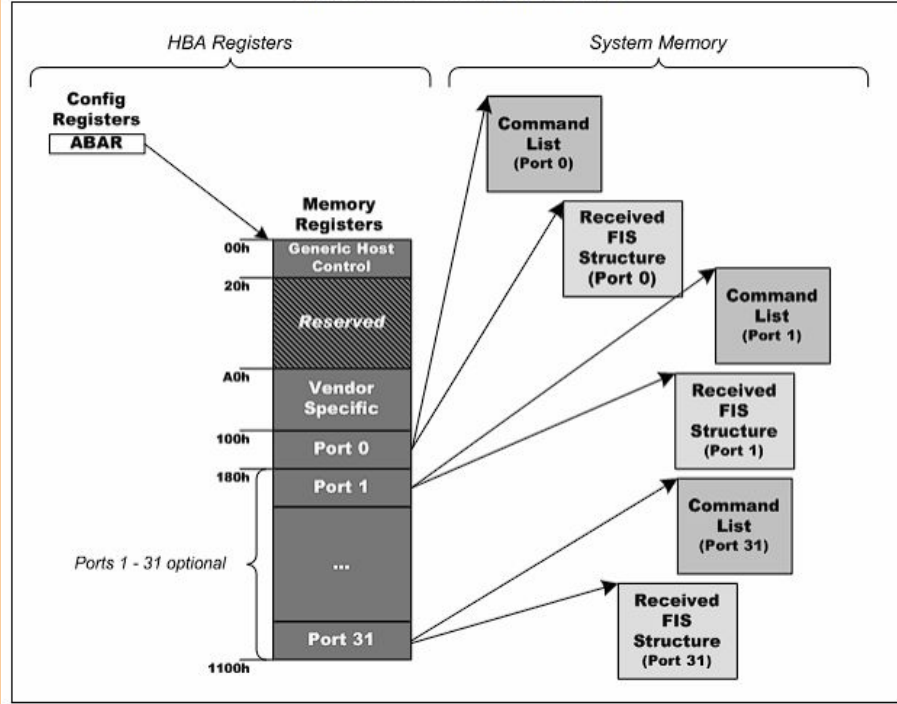 HBA Registers
System Memory
Config
Registers
ABAR
Memory
Registers
00h
Generic Host
Control
20h
Reserved
A0h
Vendor
Specific
100h
Port 0
180h
Port 1
Ports 1 - 31 optional
...
Port 31
1100h
Command
List
(Port 0)
Received
FIS
Structure
(Port 0)
Command
List
(Port 1)
Received
FIS
Structure
(Port 1)
Command
List
(Port 31)
Received
FIS
Structure
(Port 31)